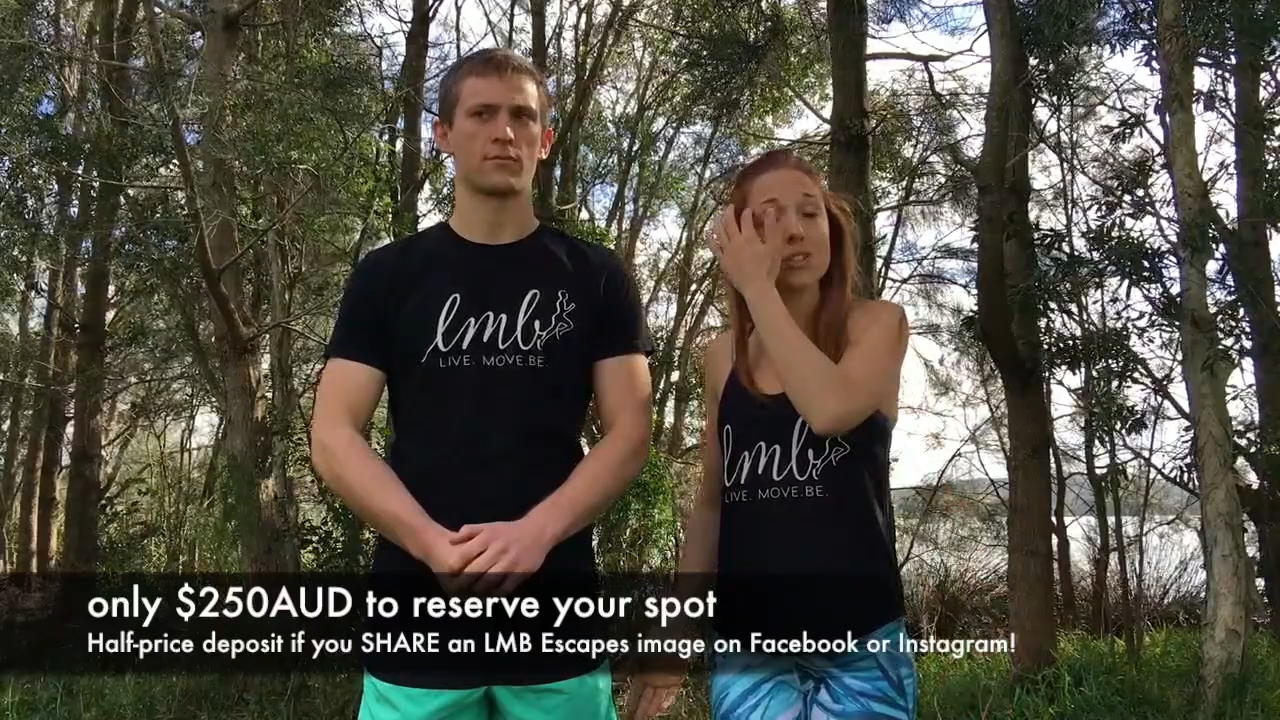 lmb
LIVE. MOVE.BE.
lmb
LIVE. MOVE.BE.
only $250AUD to reserve your spot
Half-price deposit if you SHARE an LMB Escapes image on Facebook or Instagram!